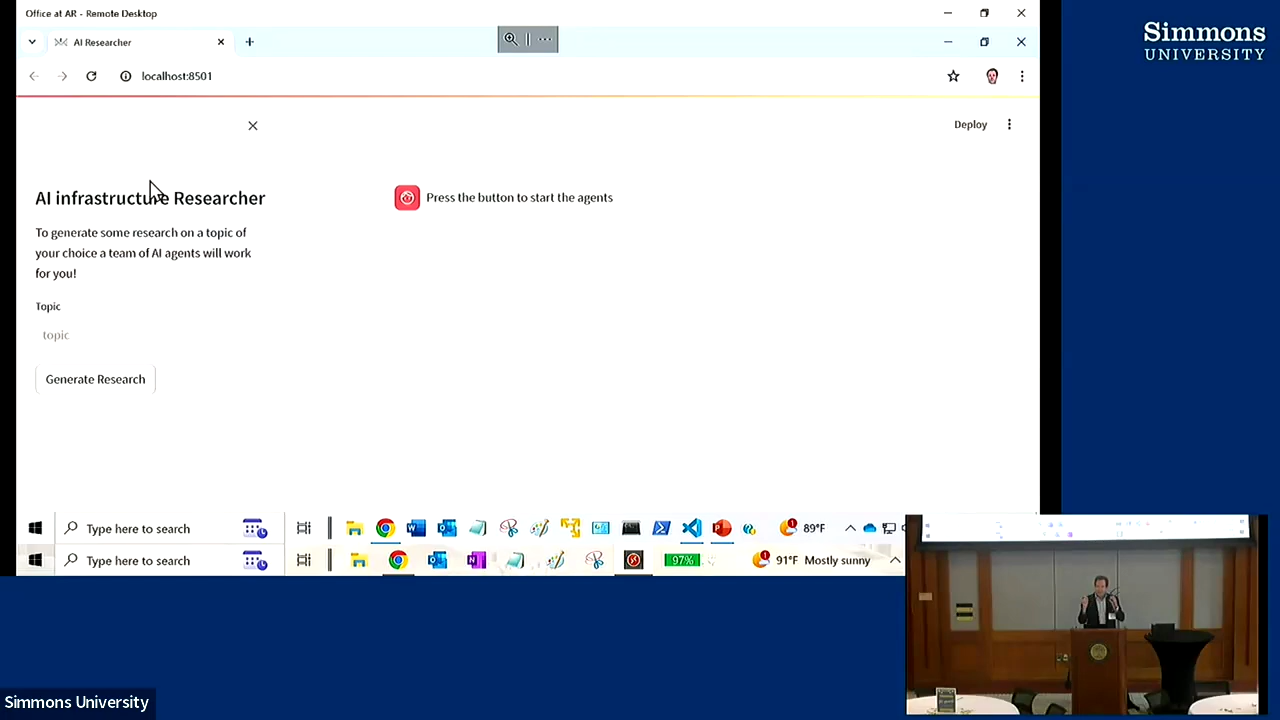 Office at AR - Remote Desktop
AI Researcher
localhost:8501
Simmons
UNIVERSITY
Deploy
AI infrastructure Researcher
To generate some research on a topic of
your choice a team of AI agents will work
for you!
Topic
topic
Generate Research
Press the button to start the agents
Type here to search
89°F
Type here to search
97%
91°F Mostly sunny
Simmons University